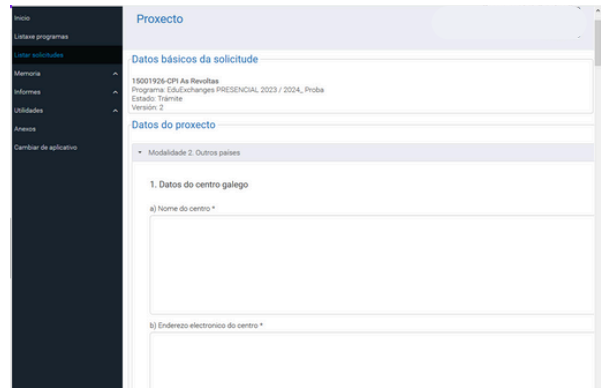 Inicio
Listaxe programas
Listar solicitudes
Memoria
Informes
Utilidades
Anexos
Cambiar de aplicativo
Proxecto
Datos básicos da solicitude
15001926-CPI As Revoltas
Programa: EduExchanges PRESENCIAL 2023 / 2024,, Proba
Estado: Trámite
Versión: 2
Datos do proxecto
Modalidade 2. Outros países
1. Datos do centro galego
a) Nome do centro *
b) Enderezo electronico do centro *